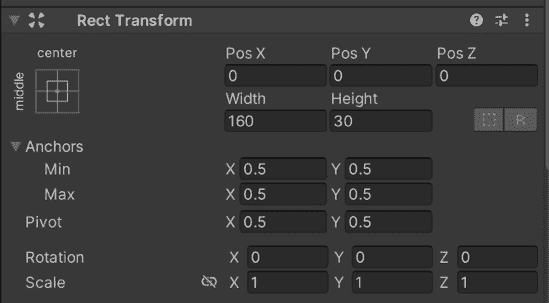 Rect Transform
center
middle
Pos X Pos Y Pos Z
0 0 0
Width Height
160 30
R
Anchors
Min X 0.5 Y 0.5
Max X 0.5 Y 0.5
Pivot X 0.5 Y 0.5
Rotation X 0 Y 0 Z 0
Scale X 1 Y 1 Z 1